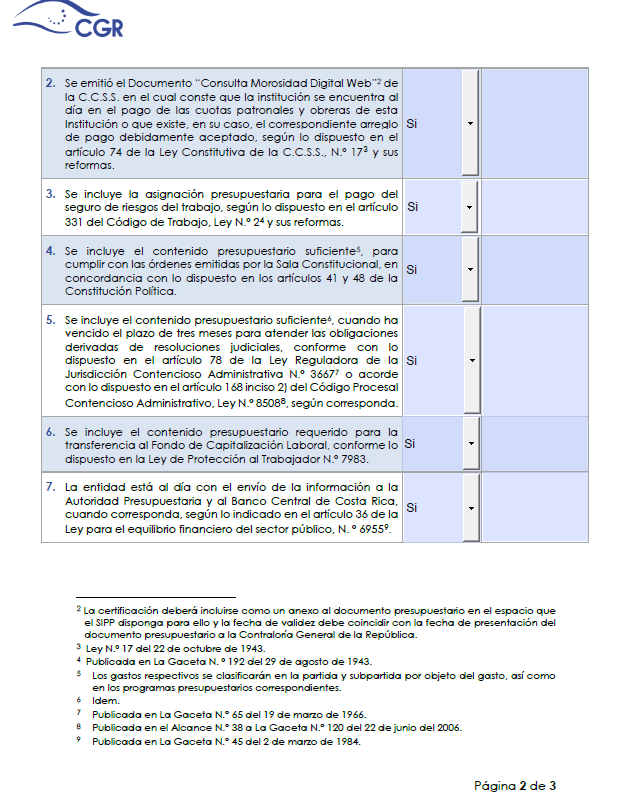 CGR
2. Se emitió el Documento “Consulta Morosidad Digital Web”² de
la C.C.S.S. en el cual conste que la institución se encuentra al
día en el pago de las cuotas patronales y obreras de esta
Institución o que existe, en su caso, el correspondiente arreglo
de pago debidamente aceptado, según lo dispuesto en el
artículo 74 de la Ley Constitutiva de la C.C.S.S., N.º 17³ y sus
reformas.
Si
3. Se incluye la asignación presupuestaria para el pago del
seguro de riesgos del trabajo, según lo dispuesto en el artículo
331 del Código de Trabajo, Ley N.º 2⁴ y sus reformas.
Si
4. Se incluye el contenido presupuestario suficiente⁵, para
cumplir con las órdenes emitidas por la Sala Constitucional, en
concordancia con lo dispuesto en los artículos 41 y 48 de la
Constitución Política.
Si
5. Se incluye el contenido presupuestario suficiente⁶, cuando ha
vencido el plazo de tres meses para atender las obligaciones
derivadas de resoluciones judiciales, conforme con lo
dispuesto en el artículo 78 de la Ley Reguladora de la
Jurisdicción Contencioso Administrativa N.º 3667⁷ o acorde
con lo dispuesto en el artículo 168 inciso 2) del Código Procesal
Contencioso Administrativo, Ley N.º 8508⁸, según corresponda.
Si
6. Se incluye el contenido presupuestario requerido para la
transferencia al Fondo de Capitalización Laboral, conforme lo
dispuesto en la Ley de Protección al Trabajador N.º 7983.
Si
7. La entidad está al día con el envío de la información a la
Autoridad Presupuestaria y al Banco Central de Costa Rica,
cuando corresponda, según lo indicado en el artículo 36 de la
Ley para el equilibrio financiero del sector público, N. º 6955⁹.
Si
² La certificación deberá incluirse como un anexo al documento presupuestario en el espacio que
el SIPP disponga para ello y la fecha de validez debe coincidir con la fecha de presentación del
documento presupuestario a la Contraloría General de la República.
³ Ley N.º 17 del 22 de octubre de 1943.
⁴ Publicada en La Gaceta N. º 192 del 29 de agosto de 1943.
⁵ Los gastos respectivos se clasificarán en la partida y subpartida por objeto del gasto, así como
en los programas presupuestarios correspondientes.
⁶ Idem.
⁷ Publicada en La Gaceta N.º 65 del 19 de marzo de 1966.
⁸ Publicada en el Alcance N.º 38 a La Gaceta N.º 120 del 22 de junio del 2006.
⁹ Publicada en La Gaceta N.º 45 del 2 de marzo de 1984.
Página 2 de 3